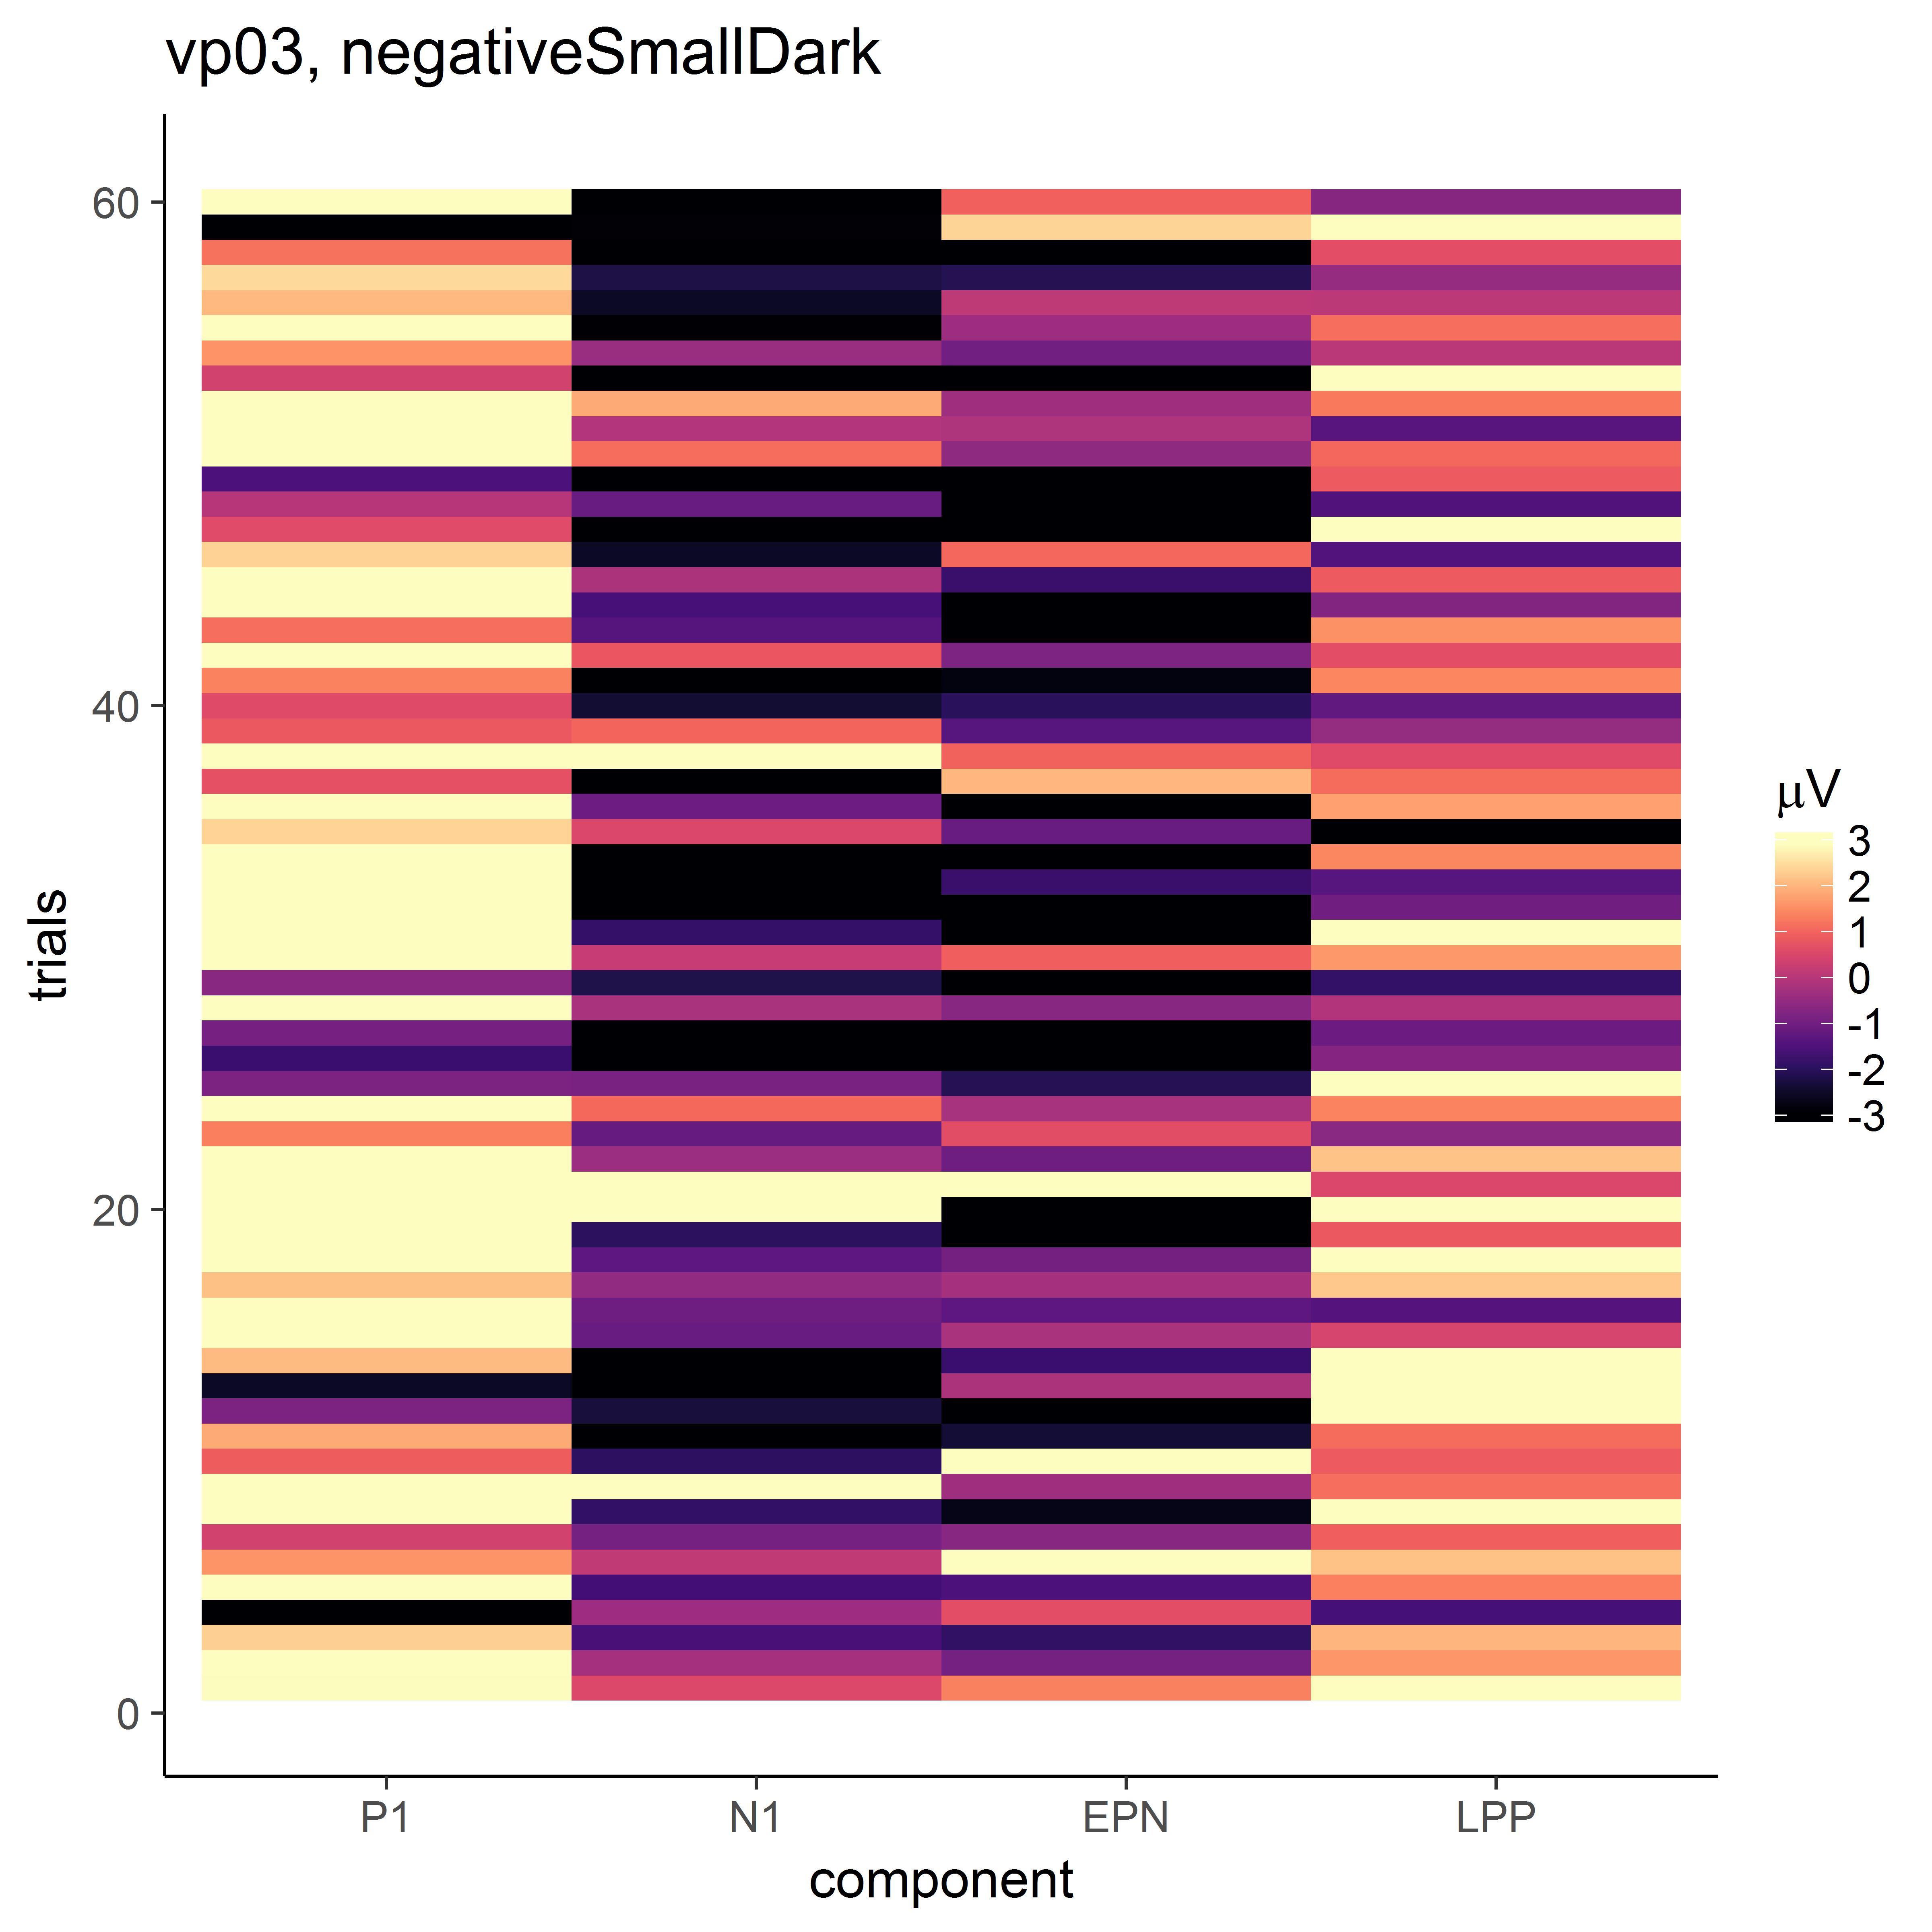 vp03, negativeSmallDark
60
40
20
0
trials
P1 N1 EPN LPP
component
μV
3
2
1
0
-1
-2
-3